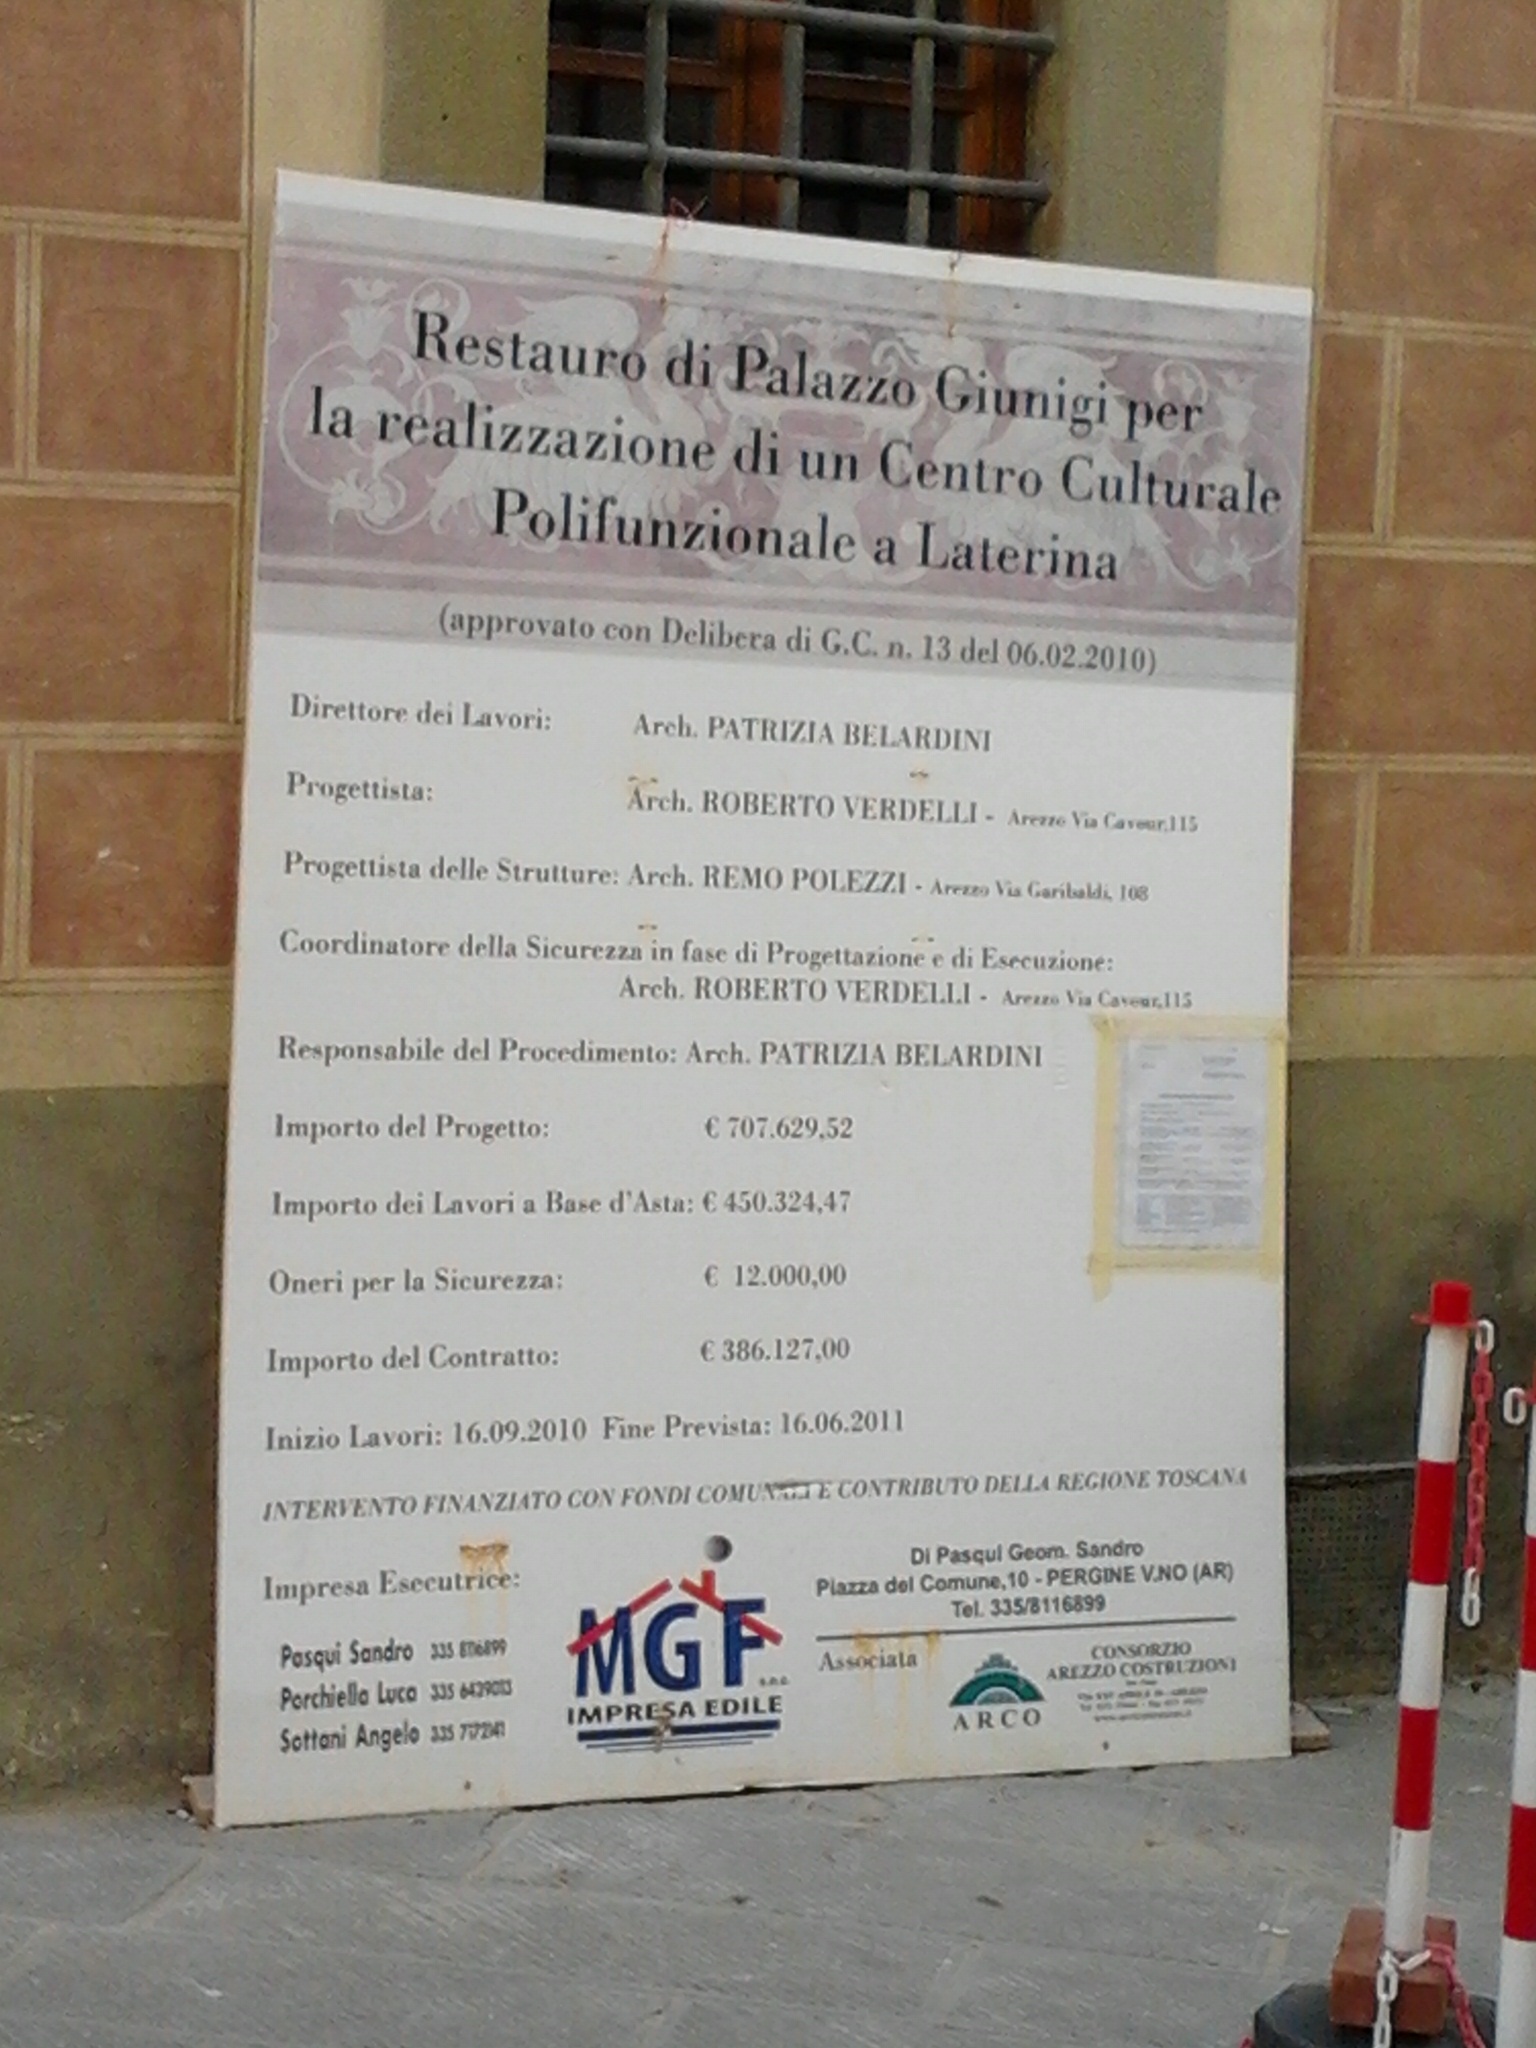 Restauro di Palazzo Giunigi per
la realizzazione di un Centro Culturale
Polifunzionale a Laterina
(approvato con Delibera di G.C. n. 13 del 06.02.2010)
Direttore dei Lavori: Arch. PATRIZIA BELARDINI
Progettista: Arch. ROBERTO VERDELLI - Arezzo Via Cavour,115
Progettista delle Strutture: Arch. REMO POLEZZI - Arezzo Via Garibaldi, 108
Coordinatore della Sicurezza in fase di Progettazione e di Esecuzione:
Arch. ROBERTO VERDELLI - Arezzo Via Cavour,115
Responsabile del Procedimento: Arch. PATRIZIA BELARDINI
Importo del Progetto: € 707.629,52
Importo dei Lavori a Base d'Asta: € 450.324,47
Oneri per la Sicurezza: € 12.000,00
Importo del Contratto: € 386.127,00
Inizio Lavori: 16.09.2010 Fine Prevista: 16.06.2011
INTERVENTO FINANZIATO CON FONDI COMUNALI E CONTRIBUTO DELLA REGIONE TOSCANA
Impresa Esecutrice:
Pasqui Sandro 335 8116899
Porchiella Luca 335
Sottani Angelo 335
MGF s.n.c.
IMPRESA EDILE
Di Pasqui Geom. Sandro
Piazza del Comune,10 - PERGINE V.NO (AR)
Tel. 335/8116899
Associata
ARCO
CONSORZIO
AREZZO COSTRUZIONI